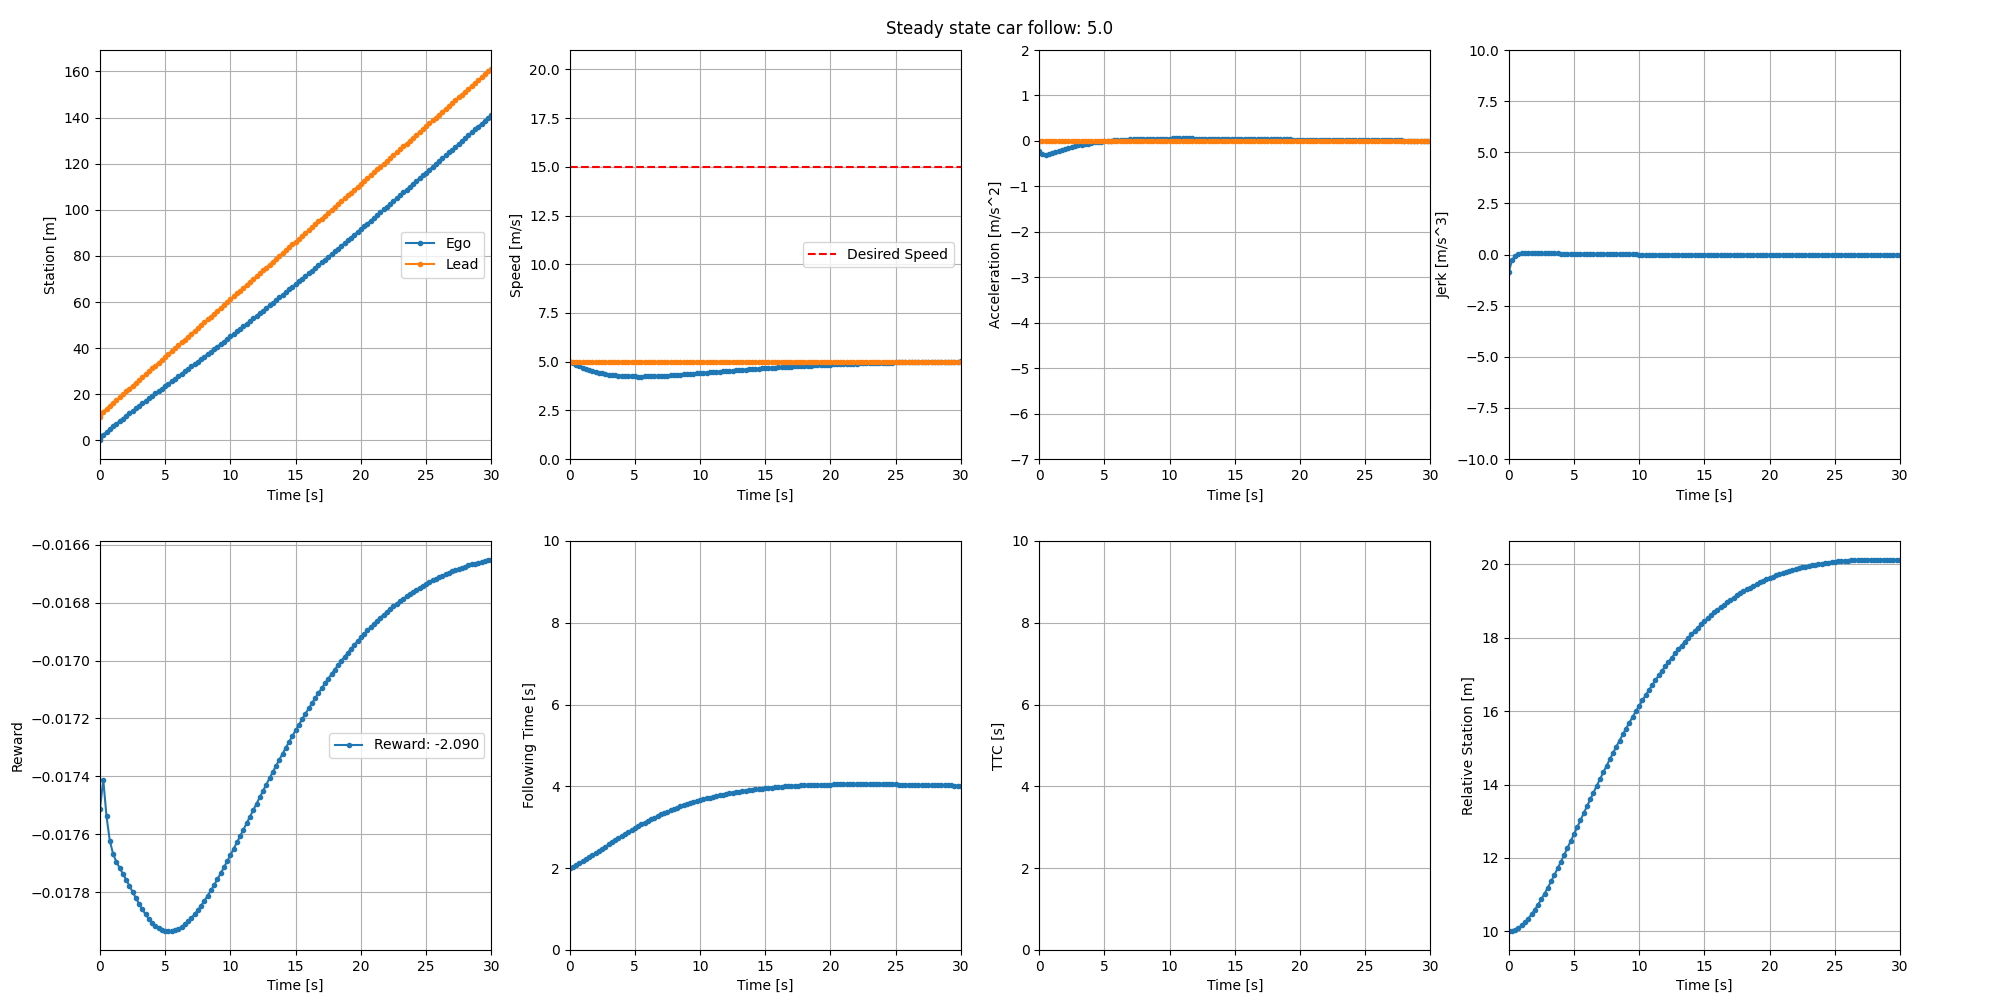 Steady state car follow: 5.0
Station [m]
160
140
120
100
80
60
40
20
0
Ego
Lead
0 5 10 15 20 25 30
Time [s]
Speed [m/s]
20.0
17.5
15.0
12.5
10.0
7.5
5.0
2.5
0.0
Desired Speed
0 5 10 15 20 25 30
Time [s]
Acceleration [m/s^2]
2
1
0
−1
−2
−3
−4
−5
−6
−7
0 5 10 15 20 25 30
Time [s]
Jerk [m/s^3]
10.0
7.5
5.0
2.5
0.0
−2.5
−5.0
−7.5
−10.0
0 5 10 15 20 25 30
Time [s]
Reward
−0.0166
−0.0168
−0.0170
−0.0172
−0.0174
−0.0176
−0.0178
Reward: -2.090
0 5 10 15 20 25 30
Time [s]
Following Time [s]
10
8
6
4
2
0
0 5 10 15 20 25 30
Time [s]
TTC [s]
10
8
6
4
2
0
0 5 10 15 20 25 30
Time [s]
Relative Station [m]
20
18
16
14
12
10
0 5 10 15 20 25 30
Time [s]